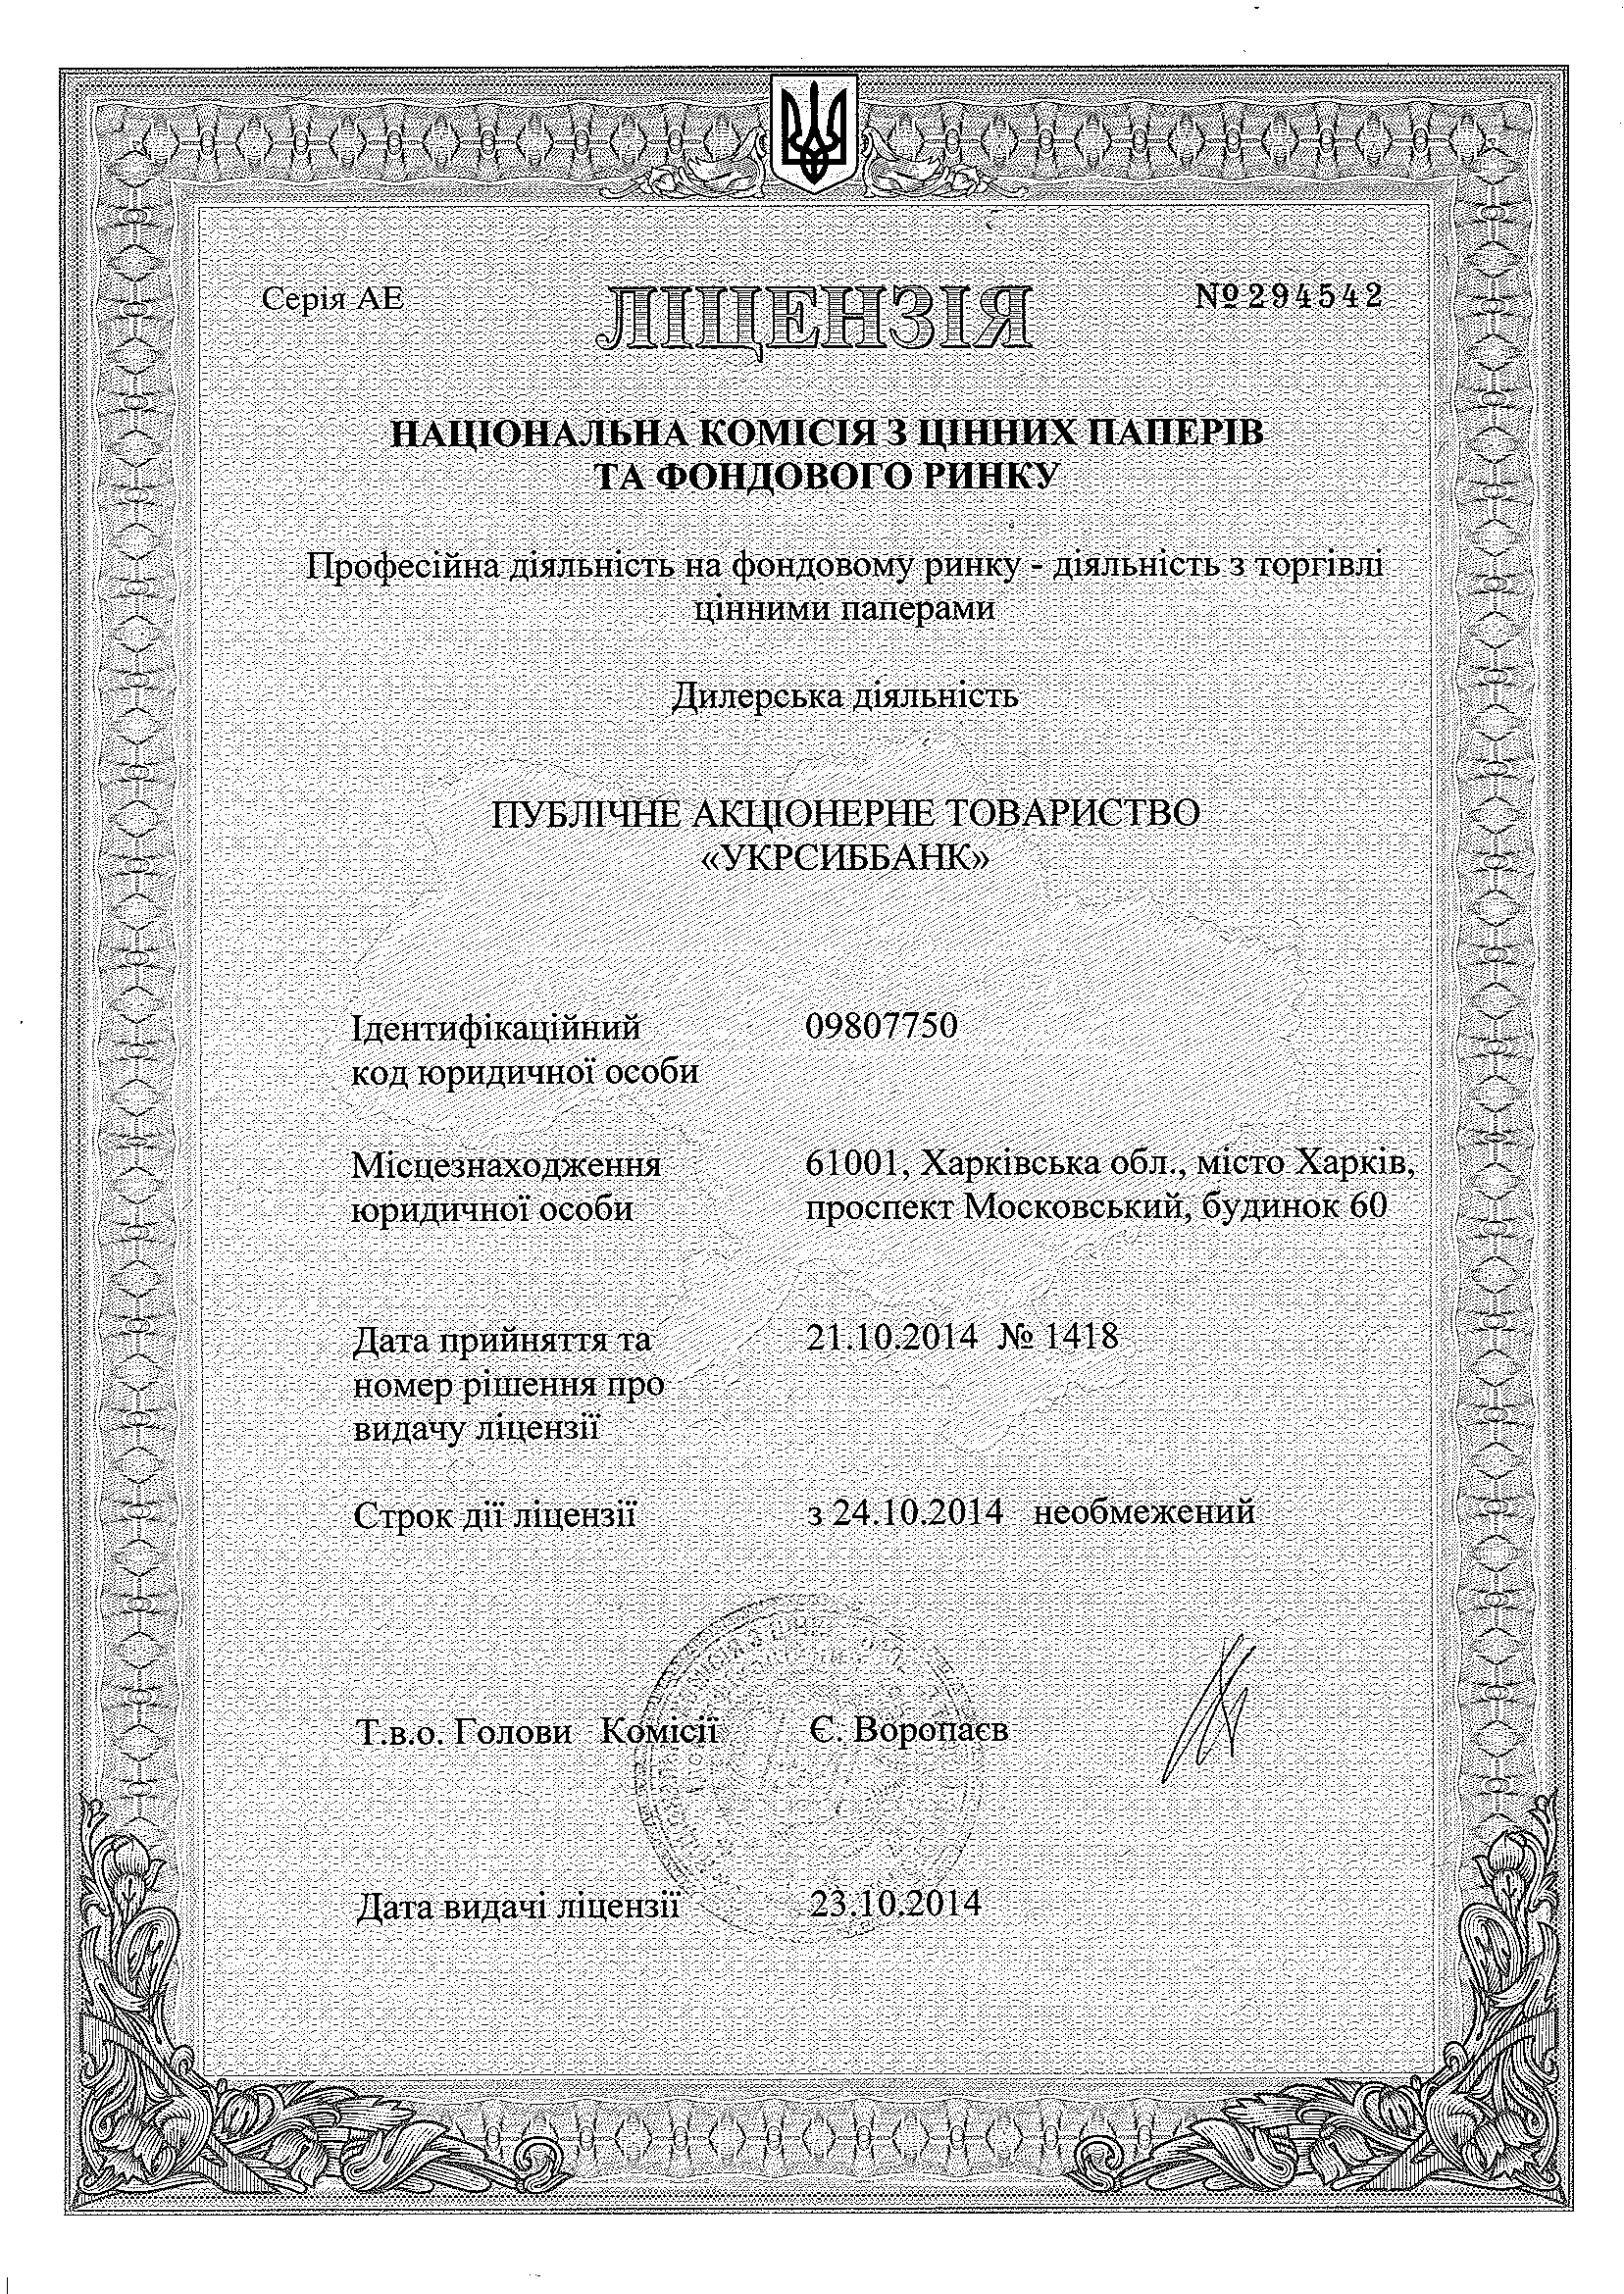 Серія АЕ
ЛІЦЕНЗІЯ
№294542
НАЦІОНАЛЬНА КОМІСІЯ З ЦІННИХ ПАПЕРІВ
ТА ФОНДОВОГО РИНКУ
Професійна діяльність на фондовому ринку - діяльність з торгівлі
цінними паперами
Дилерська діяльність
ПУБЛІЧНЕ АКЦІОНЕРНЕ ТОВАРИСТВО
«УКРСИББАНК»
Ідентифікаційний 09807750
код юридичної особи
Місцезнаходження 61001, Харківська обл., місто Харків,
юридичної особи проспект Московський, будинок 60
Дата прийняття та 21.10.2014 № 1418
номер рішення про
видачу ліцензії
Строк дії ліцензії з 24.10.2014 необмежений
Т.в.о. Голови Комісії Є. Воропаєв
Дата видачі ліцензії 23.10.2014